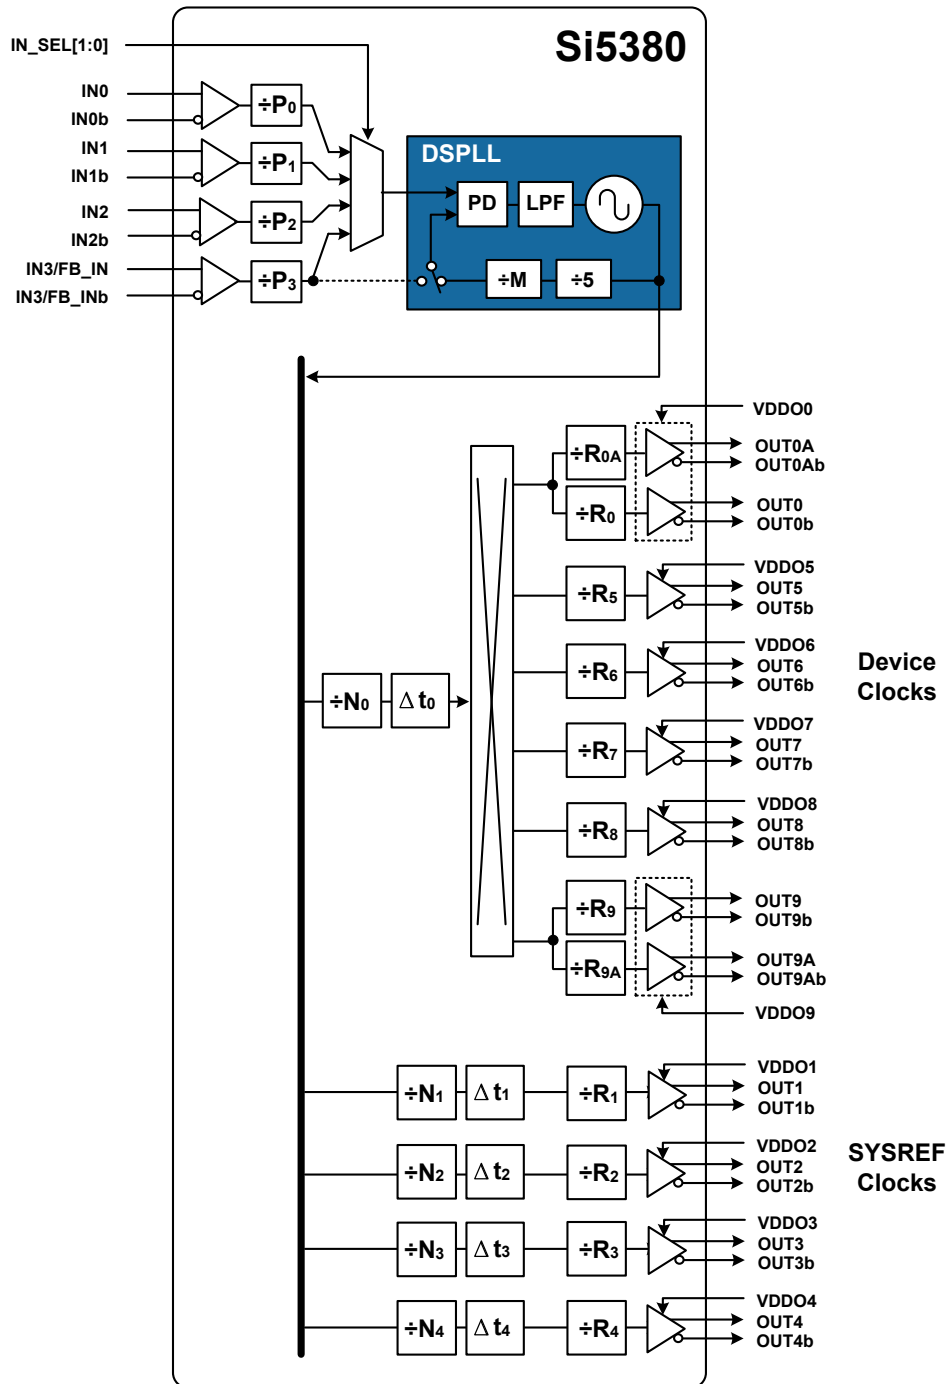 Si5380
IN_SEL[1:0]
IN0
IN0b
÷P0
IN1
IN1b
÷P1
IN2
IN2b
÷P2
IN3/FB_IN
IN3/FB_INb
÷P3
DSPLL
PD
LPF
÷M
÷5
VDDO0
÷R0A
OUT0A
OUT0Ab
÷R0
OUT0
OUT0b
VDDO5
÷R5
OUT5
OUT5b
VDDO6
÷R6
OUT6
OUT6b
Device
Clocks
÷N0
Δ t0
VDDO7
÷R7
OUT7
OUT7b
VDDO8
÷R8
OUT8
OUT8b
÷R9
OUT9
OUT9b
÷R9A
OUT9A
OUT9Ab
VDDO9
VDDO1
÷N1
Δ t1
÷R1
OUT1
OUT1b
VDDO2
÷N2
Δ t2
÷R2
OUT2
OUT2b
SYSREF
Clocks
VDDO3
÷N3
Δ t3
÷R3
OUT3
OUT3b
VDDO4
÷N4
Δ t4
÷R4
OUT4
OUT4b